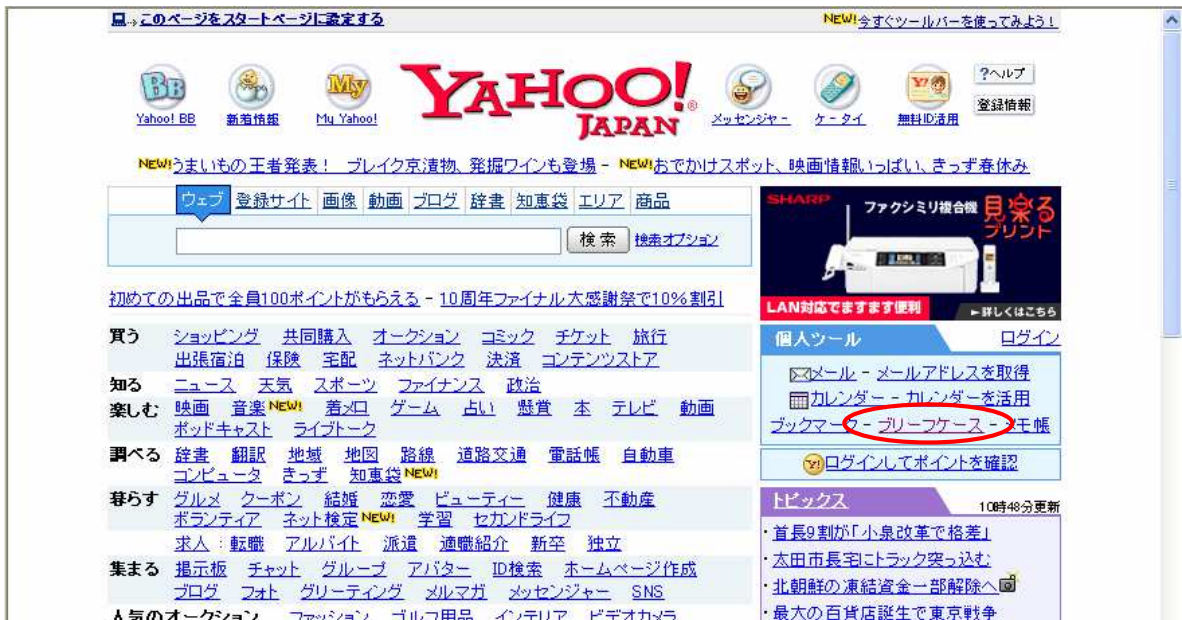 このページをスタートページに設定する
NEW!今すぐツールバーを使ってみよう!
Yahoo! BB
新着情報
My Yahoo!
YAHOO! JAPAN
メッセンジャー
ケータイ
無料ID活用
?ヘルプ
登録情報
NEW!うまいもの王者発表! ブレイク京漬物、発掘ワインも登場 - NEW!おでかけスポット、映画情報いっぱい、きっず春休み
ウェブ 登録サイト 画像 動画 ブログ 辞書 知恵袋 エリア 商品
検索 検索オプション
SHARP ファクシミリ複合機 見楽るプリント
LAN対応でますます便利 ►詳しくはこちら
初めての出品で全員100ポイントがもらえる - 10周年ファイナル大感謝祭で10%割引
買う ショッピング 共同購入 オークション コミック チケット 旅行
出張宿泊 保険 宅配 ネットバンク 決済 コンテンツストア
知る ニュース 天気 スポーツ ファイナンス 政治
楽しむ 映画 音楽NEW! 着メロ ゲーム 占い 懸賞 本 テレビ 動画
ポッドキャスト ライブトーク
調べる 辞書 翻訳 地域 地図 路線 道路交通 電話帳 自動車
コンピュータ きっず 知恵袋NEW!
暮らす グルメ クーポン 結婚 恋愛 ビューティー 健康 不動産
ボランティア ネット検定NEW! 学習 セカンドライフ
求人:転職 アルバイト 派遣 適職紹介 新卒 独立
集まる 掲示板 チャット グループ アバター ID検索 ホームページ作成
ブログ フォト グリーティング メルマガ メッセンジャー SNS
人気のオークション ファッション ゴルフ用品 インテリア ビデオカメラ
個人ツール ログイン
メール - メールアドレスを取得
カレンダー - カレンダーを活用
ブックマーク - ブリーフケース - メモ帳
ログインしてポイントを確認
トピックス 10時48分更新
・首長9割が「小泉改革で格差」
・太田市長宅にトラック突っ込む
・北朝鮮の凍結資金一部解除へ
・最大の百貨店誕生で東京戦争